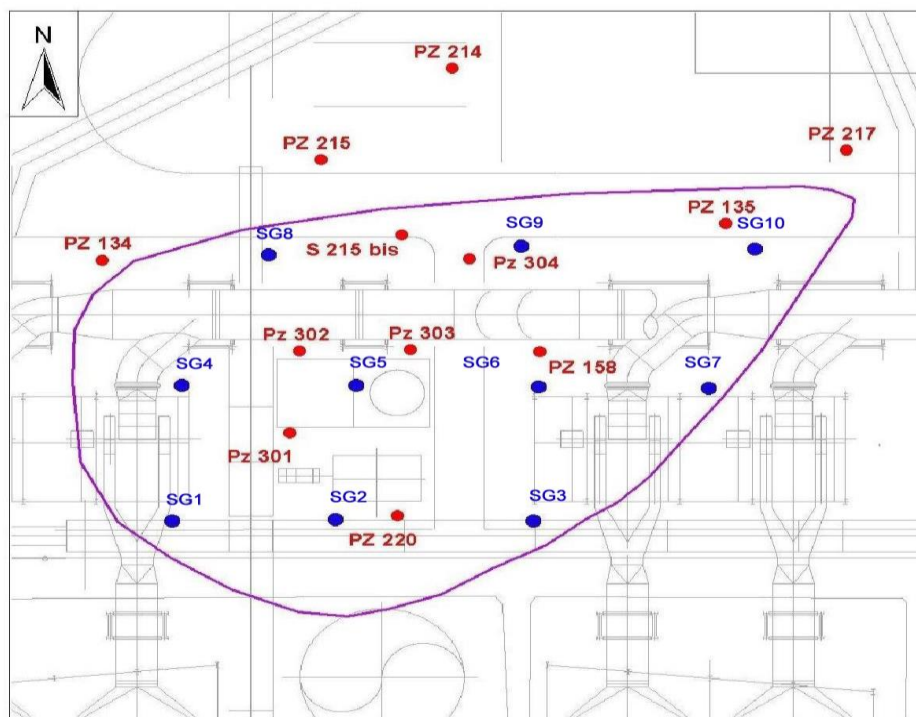 N
PZ 214
PZ 217
PZ 215
PZ 135
SG9
SG10
SG8
S 215 bis
PZ 134
Pz 304
Pz 302
Pz 303
SG4
SG5
SG6
PZ 158
SG7
Pz 301
SG1
SG2
SG3
PZ 220